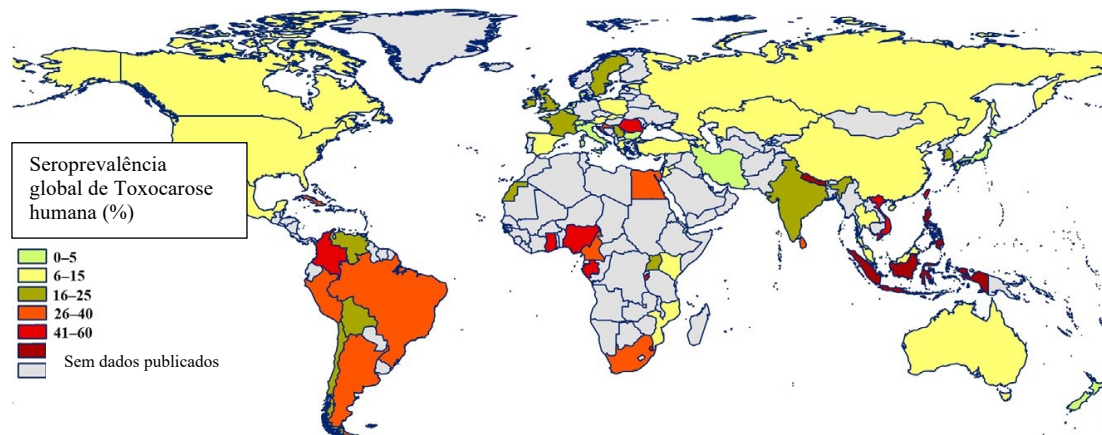 Seroprevalência
global de Toxocarose
humana (%)
0–5
6–15
16–25
26–40
41–60
Sem dados publicados